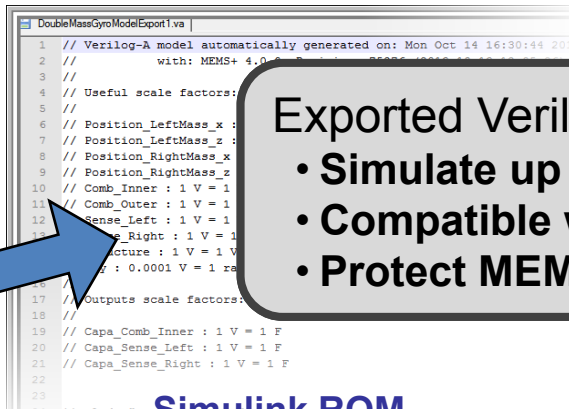 DoubleMassGyroModelExport1.va
1 // Verilog-A model automatically generated on: Mon Oct 14 16:30:44 20
2 // with: MEMS+ 4.0
3 //
4 // Useful scale factors:
5 //
6 // Position_LeftMass_x :
7 // Position_LeftMass_z :
8 // Position_RightMass_x
9 // Position_RightMass_z
10 // Comb_Inner : 1 V = 1
11 // Comb_Outer : 1 V = 1
12 Sense_Left : 1 V = 1
13 Right : 1 V = 1
ucture : 1 V = 1 V
: 0.0001 V = 1 ra
16
17 // Outputs scale factors:
18 //
19 // Capa_Comb_Inner : 1 V = 1 F
20 // Capa_Sense_Left : 1 V = 1 F
21 // Capa_Sense_Right : 1 V = 1 F
22
23
Exported Veril
• Simulate up
• Compatible
• Protect MEM
Simulink ROM